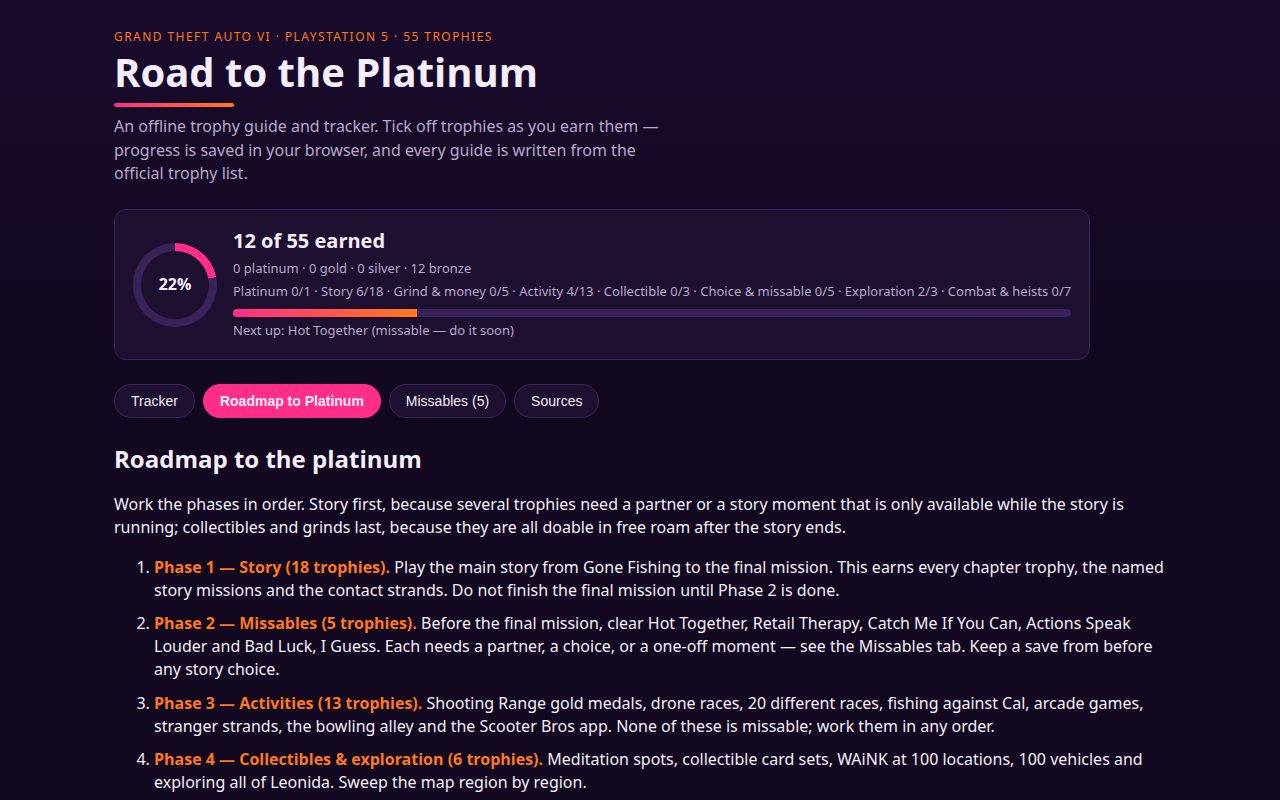 GRAND THEFT AUTO VI · PLAYSTATION 5 · 55 TROPHIES
Road to the Platinum
An offline trophy guide and tracker. Tick off trophies as you earn them —
progress is saved in your browser, and every guide is written from the
official trophy list.
22%
12 of 55 earned
0 platinum · 0 gold · 0 silver · 12 bronze
Platinum 0/1 · Story 6/18 · Grind & money 0/5 · Activity 4/13 · Collectible 0/3 · Choice & missable 0/5 · Exploration 2/3 · Combat & heists 0/7
Next up: Hot Together (missable — do it soon)
Tracker
Roadmap to Platinum
Missables (5)
Sources
Roadmap to the platinum
Work the phases in order. Story first, because several trophies need a partner or a story moment that is only available while the story is
running; collectibles and grinds last, because they are all doable in free roam after the story ends.
1. Phase 1 — Story (18 trophies). Play the main story from Gone Fishing to the final mission. This earns every chapter trophy, the named
story missions and the contact strands. Do not finish the final mission until Phase 2 is done.
2. Phase 2 — Missables (5 trophies). Before the final mission, clear Hot Together, Retail Therapy, Catch Me If You Can, Actions Speak
Louder and Bad Luck, I Guess. Each needs a partner, a choice, or a one-off moment — see the Missables tab. Keep a save from before
any story choice.
3. Phase 3 — Activities (13 trophies). Shooting Range gold medals, drone races, 20 different races, fishing against Cal, arcade games,
stranger strands, the bowling alley and the Scooter Bros app. None of these is missable; work them in any order.
4. Phase 4 — Collectibles & exploration (6 trophies). Meditation spots, collectible card sets, WAiNK at 100 locations, 100 vehicles and
exploring all of Leonida. Sweep the map region by region.